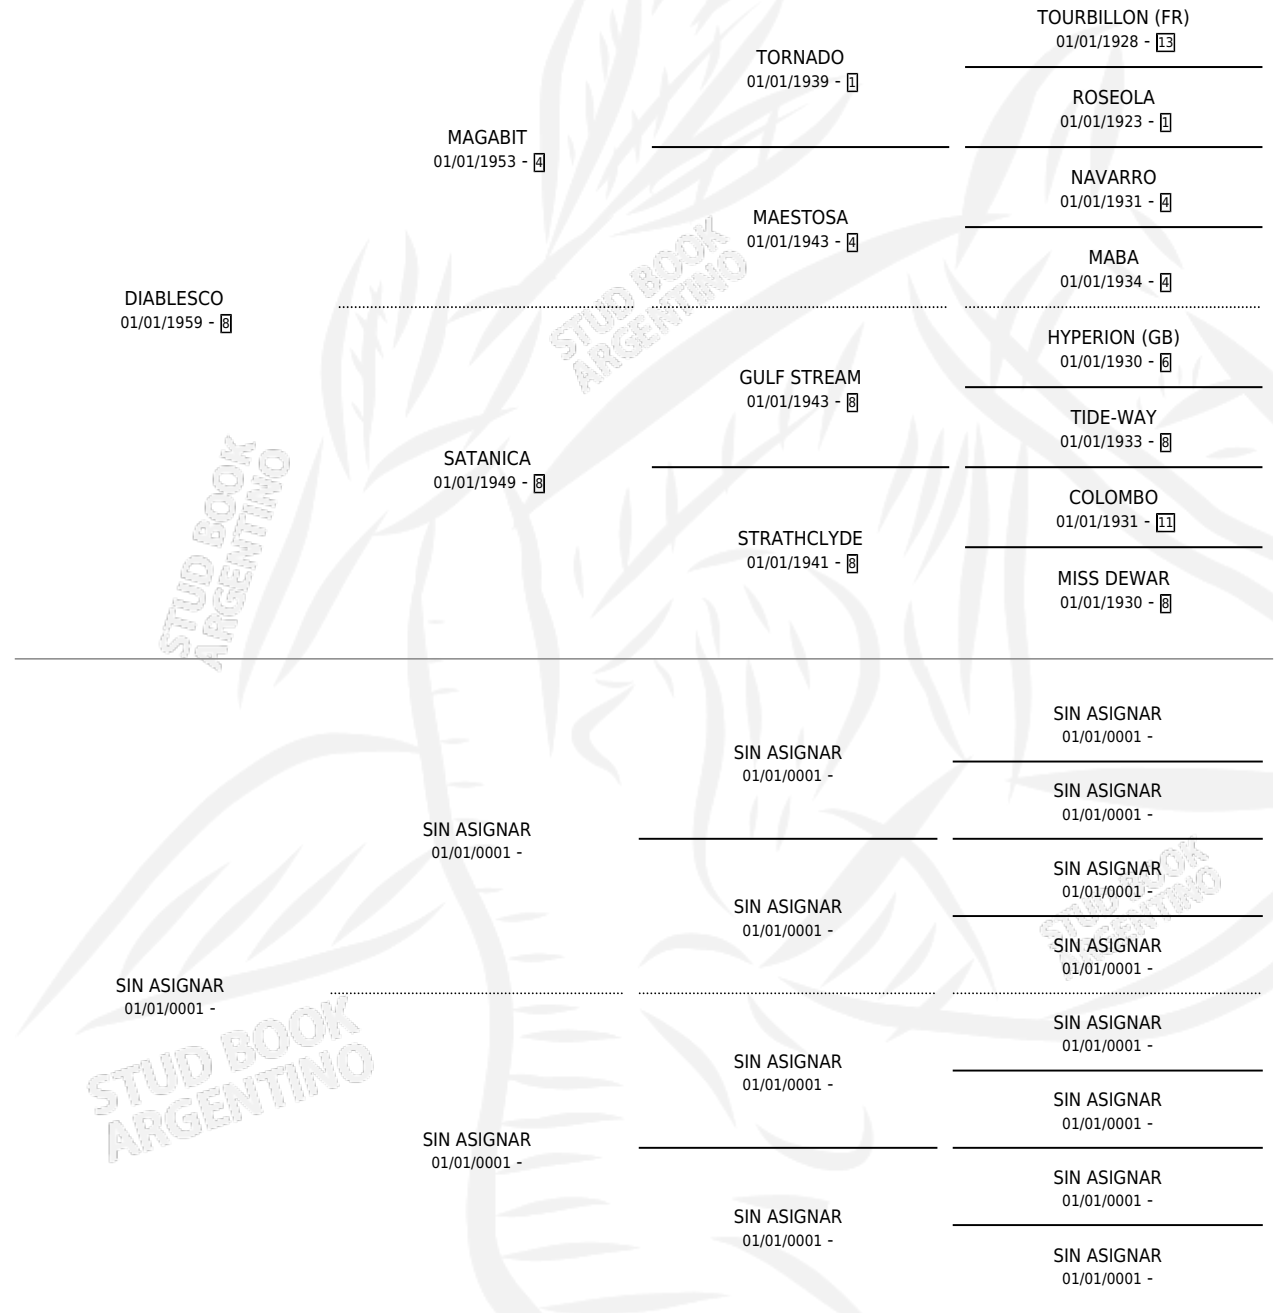 TOURBILLON (FR)
01/01/1928 - 13
TORNADO
01/01/1939 - 1
ROSEOLA
01/01/1923 - 1
MAGABIT
01/01/1953 - 4
NAVARRO
01/01/1931 - 4
MAESTOSA
01/01/1943 - 4
MABA
01/01/1934 - 4
DIABLESCO
01/01/1959 - 8
HYPERION (GB)
01/01/1930 - 6
GULF STREAM
01/01/1943 - 8
TIDE-WAY
01/01/1933 - 8
SATANICA
01/01/1949 - 8
COLOMBO
01/01/1931 - 11
STRATHCLYDE
01/01/1941 - 8
MISS DEWAR
01/01/1930 - 8
SIN ASIGNAR
01/01/0001 -
SIN ASIGNAR
01/01/0001 -
SIN ASIGNAR
01/01/0001 -
SIN ASIGNAR
01/01/0001 -
SIN ASIGNAR
01/01/0001 -
SIN ASIGNAR
01/01/0001 -
SIN ASIGNAR
01/01/0001 -
SIN ASIGNAR
01/01/0001 -
SIN ASIGNAR
01/01/0001 -
SIN ASIGNAR
01/01/0001 -
SIN ASIGNAR
01/01/0001 -
SIN ASIGNAR
01/01/0001 -
SIN ASIGNAR
01/01/0001 -
SIN ASIGNAR
01/01/0001 -
SIN ASIGNAR
01/01/0001 -
STUD BOOK
ARGENTINO
STUD BOOK
ARGENTINO
STUD BOOK
ARGENTINO
STUD BOOK
ARGENTINO